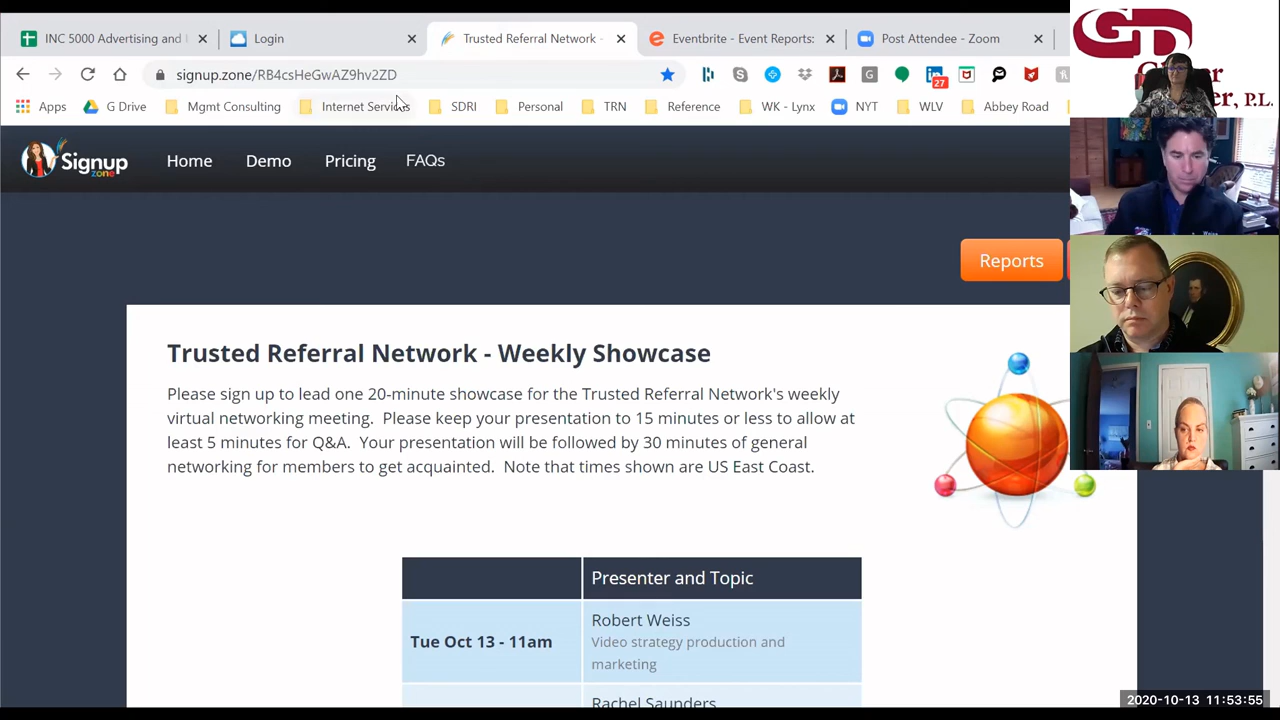 INC 5000 Advertising and
Login
Trusted Referral Network -
Eventbrite - Event Reports:
Post Attendee - Zoom
signup.zone/RB4csHeGwAZ9hv2ZD
27
Apps
G Drive
Mgmt Consulting
Internet Services
SDRI
Personal
TRN
Reference
WK - Lynx
NYT
WLV
Abbey Road
GD
, P.L.
Signup
zone
Home
Demo
Pricing
FAQs
Weiss
Reports
Trusted Referral Network - Weekly Showcase
Please sign up to lead one 20-minute showcase for the Trusted Referral Network's weekly
virtual networking meeting. Please keep your presentation to 15 minutes or less to allow at
least 5 minutes for Q&A. Your presentation will be followed by 30 minutes of general
networking for members to get acquainted. Note that times shown are US East Coast.
Presenter and Topic
Tue Oct 13 - 11am
Robert Weiss
Video strategy production and
marketing
Rachel Saunders
2020-10-13 11:53:55